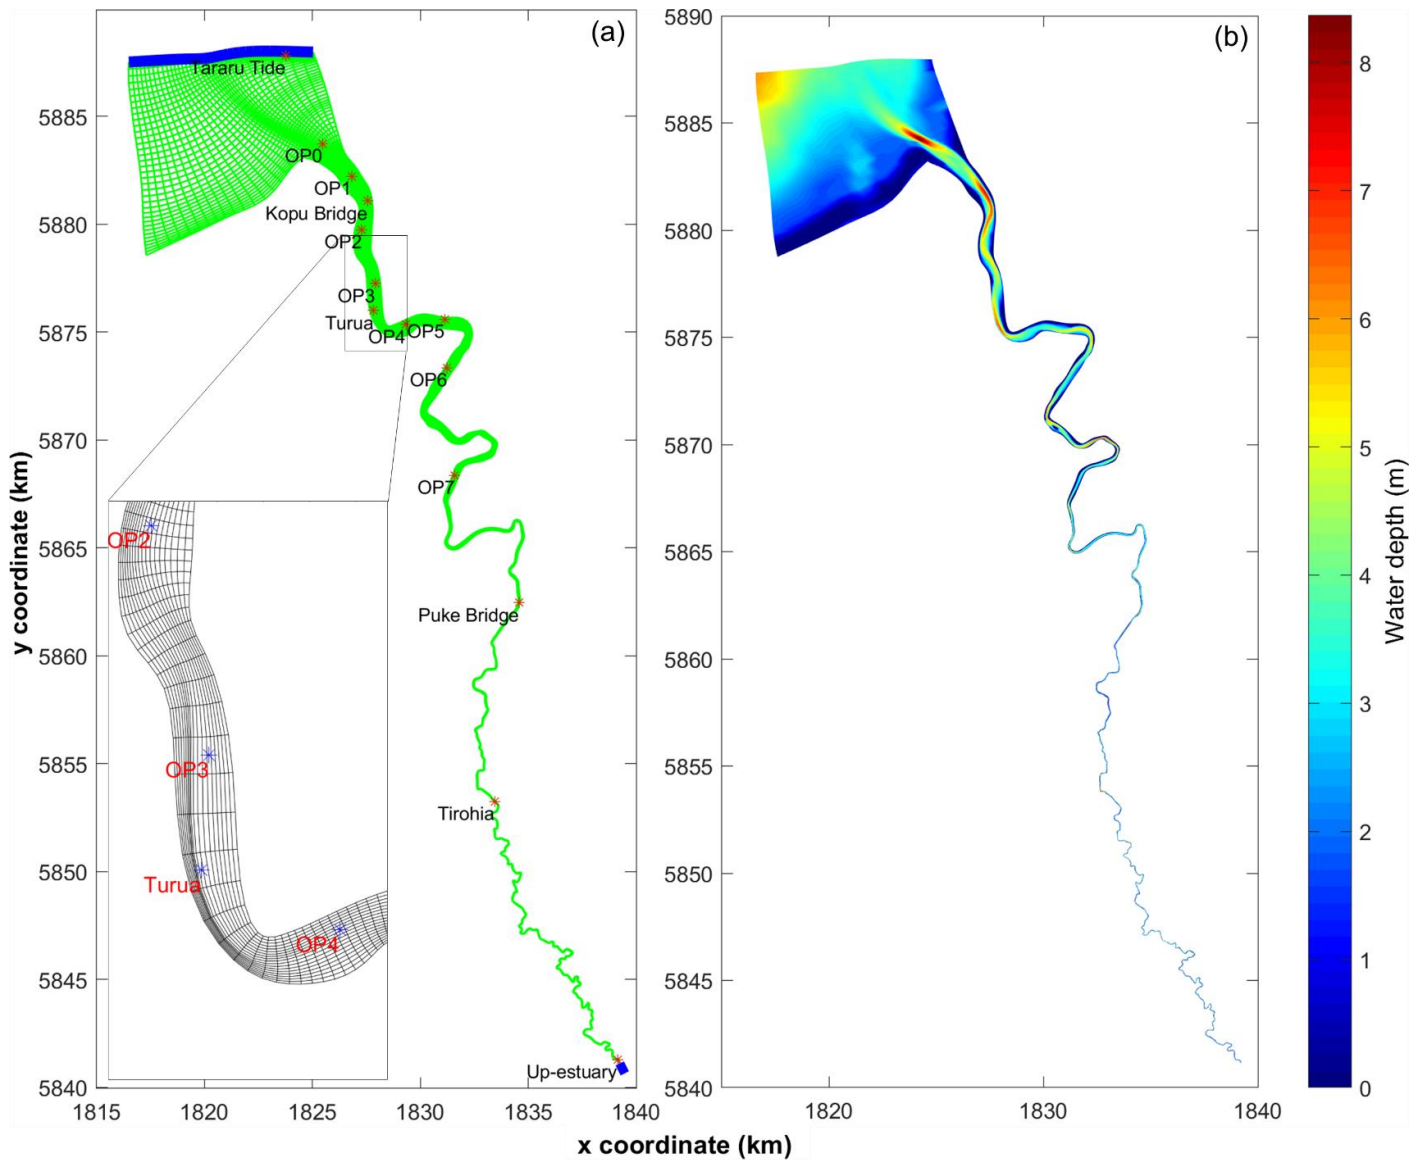 (a)
Tararu Tide
OP0
OP1
Kopu Bridge
OP2
OP3
Turua
OP4
OP5
OP6
OP7
Puke Bridge
Tirohia
Up-estuary
OP2
OP3
Turua
OP4
5885
5880
5875
5870
5865
5860
5855
5850
5845
5840
1815
1820
1825
1830
1835
1840
y coordinate (km)
(b)
5890
5885
5880
5875
5870
5865
5860
5855
5850
5845
5840
1820
1830
1840
x coordinate (km)
8
7
6
5
4
3
2
1
0
Water depth (m)